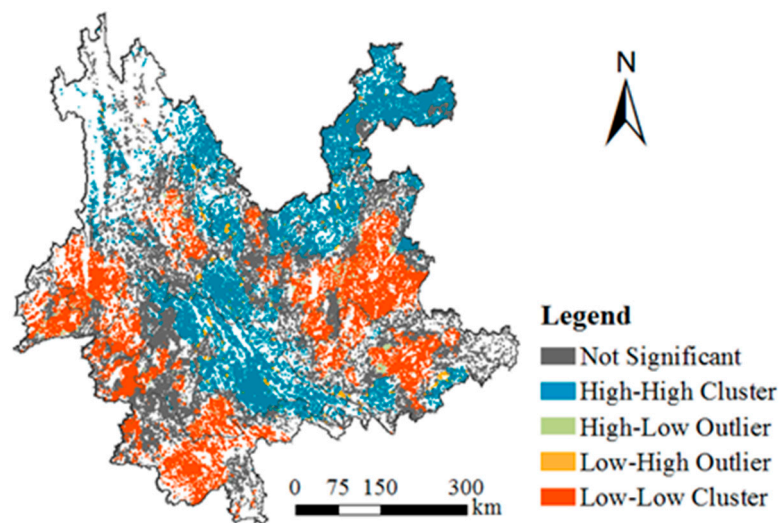 N
Legend
Not Significant
High-High Cluster
High-Low Outlier
Low-High Outlier
Low-Low Cluster
0 75 150 300
km